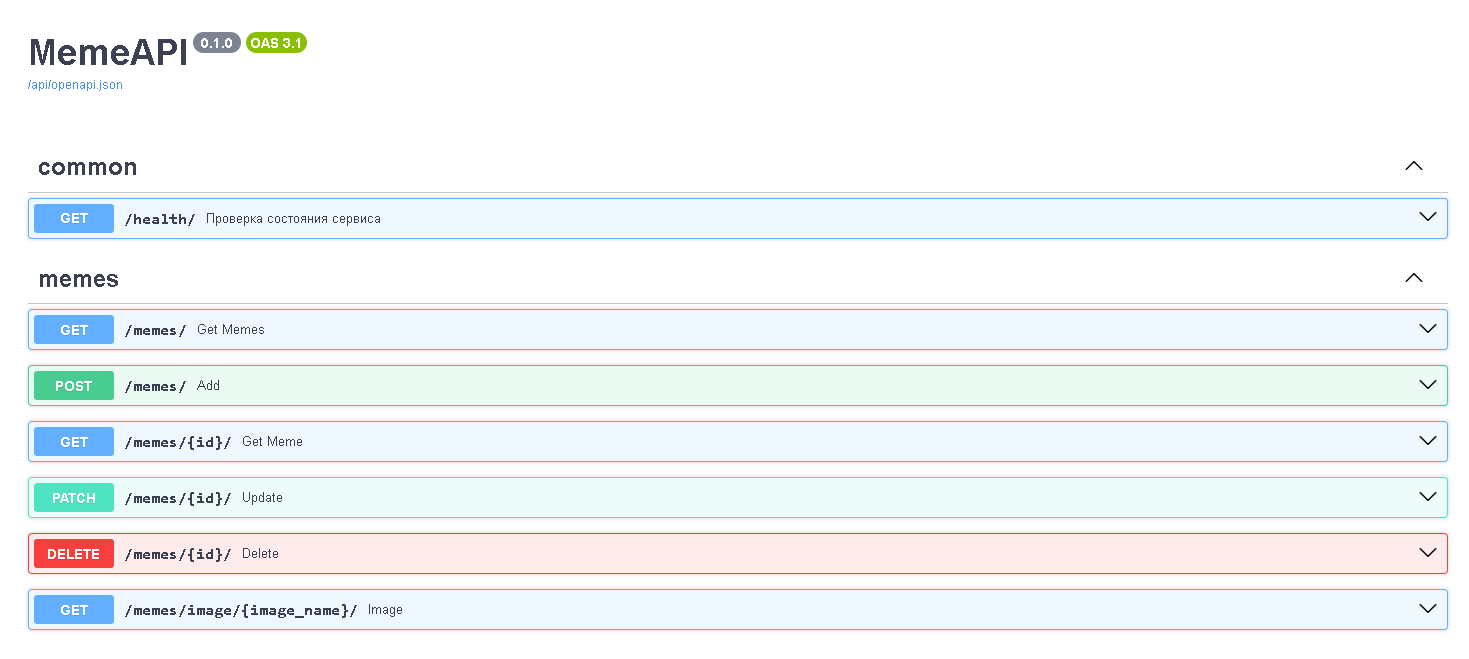 MemeAPI 0.1.0 OAS 3.1
/api/openapi.json
common
GET /health/ Проверка состояния сервиса
memes
GET /memes/ Get Memes
POST /memes/ Add
GET /memes/{id}/ Get Meme
PATCH /memes/{id}/ Update
DELETE /memes/{id}/ Delete
GET /memes/image/{image_name}/ Image